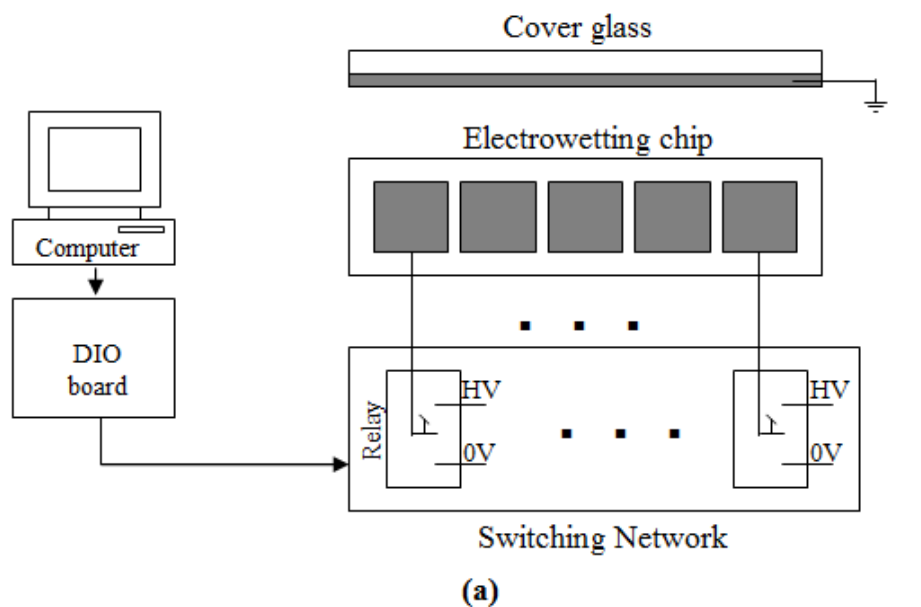 Cover glass
Electrowetting chip
Computer
DIO
board
Relay
HV
0V
HV
0V
Switching Network
(a)